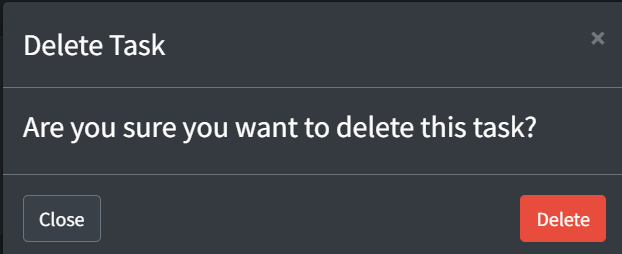 Delete Task
×
Are you sure you want to delete this task?
Close
Delete